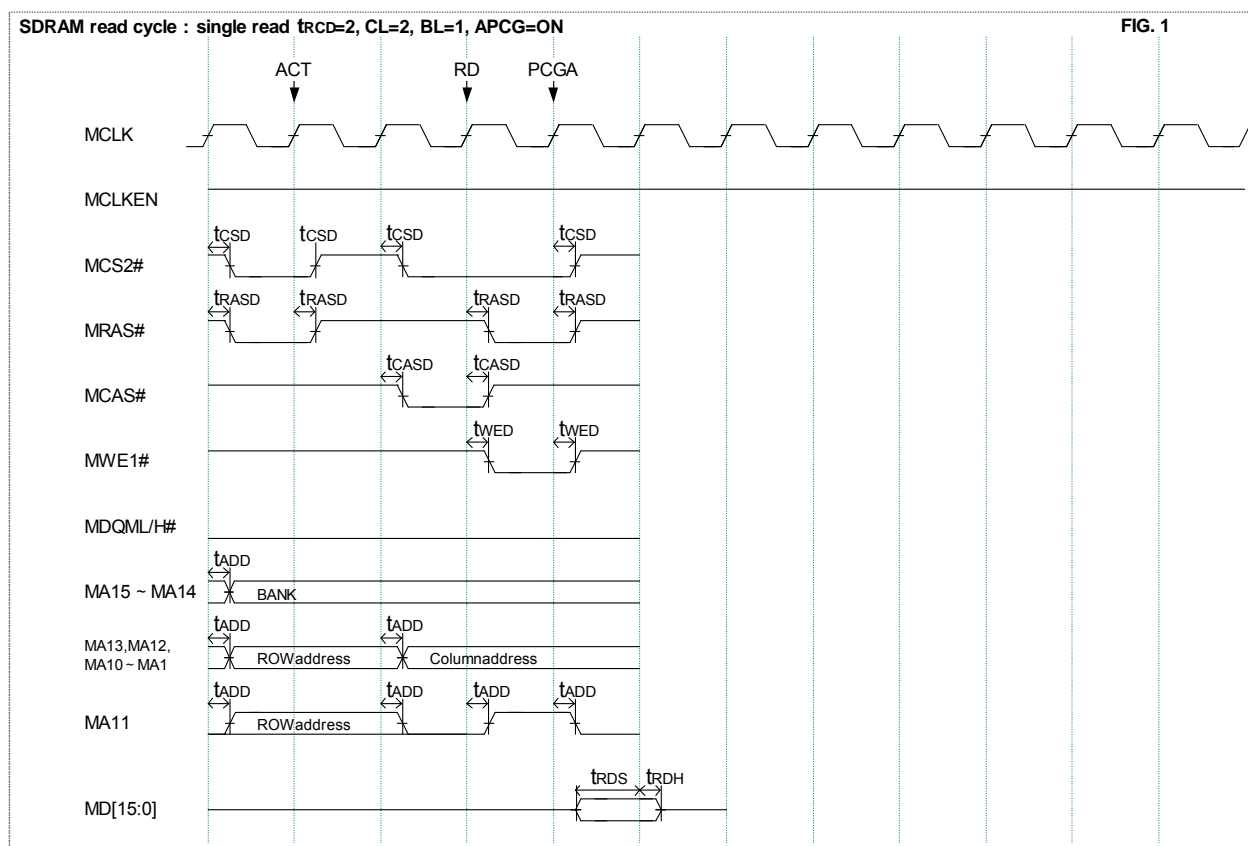 SDRAM read cycle : single read tRCD=2, CL=2, BL=1, APCG=ON FIG. 1
ACT RD PCGA
MCLK
MCLKEN
tCSD tCSD tCSD tCSD
MCS2#
tRASD tRASD tRASD tRASD
MRAS#
tCASD tCASD
MCAS#
tWED tWED
MWE1#
MDQML/H#
tADD
MA15 ~ MA14 BANK
tADD tADD
MA13,MA12,
MA10 ~ MA1 ROWaddress Columnaddress
tADD tADD tADD tADD
MA11 ROWaddress
tRDS tRDH
MD[15:0]